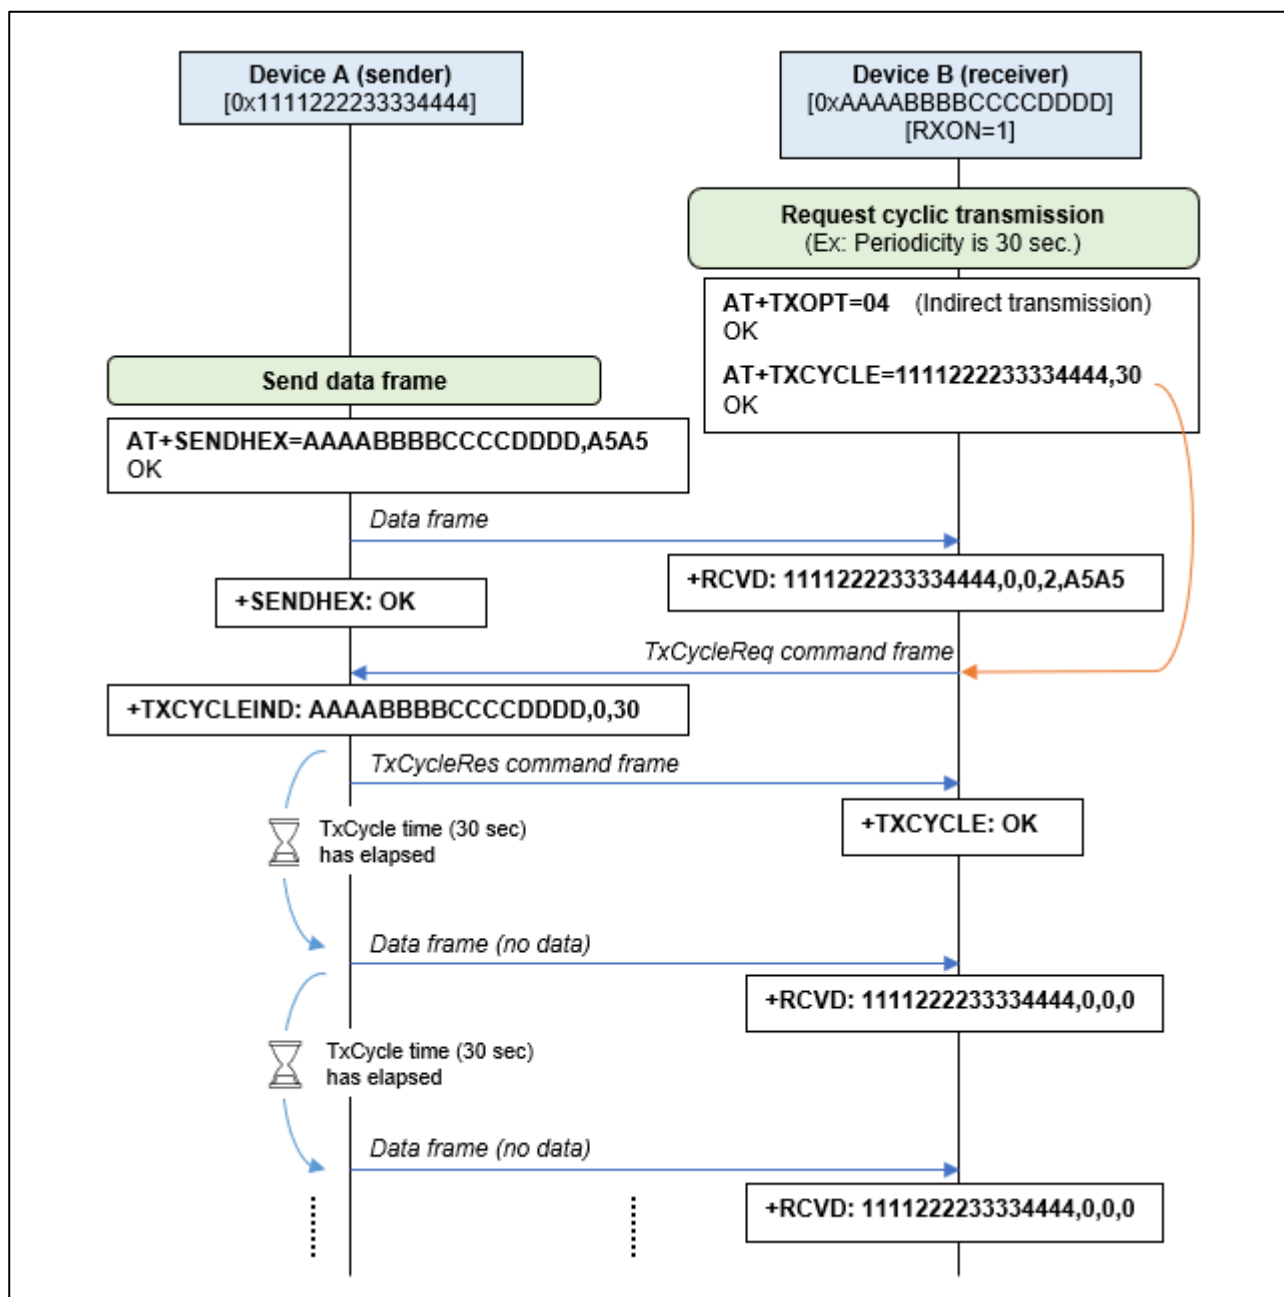 Device A (sender)
[0x1111222233334444]
Device B (receiver)
[0xAAAABBBBCCCCDDDD]
[RXON=1]
Request cyclic transmission
(Ex: Periodicity is 30 sec.)
AT+TXOPT=04 (Indirect transmission)
OK
AT+TXCYCLE=1111222233334444,30
OK
Send data frame
AT+SENDHEX=AAAABBBBCCCCDDDD,A5A5
OK
Data frame
+RCVD: 1111222233334444,0,0,2,A5A5
+SENDHEX: OK
TxCycleReq command frame
+TXCYCLEIND: AAAABBBBCCCCDDDD,0,30
TxCycleRes command frame
+TXCYCLE: OK
TxCycle time (30 sec)
has elapsed
Data frame (no data)
+RCVD: 1111222233334444,0,0,0
TxCycle time (30 sec)
has elapsed
Data frame (no data)
+RCVD: 1111222233334444,0,0,0